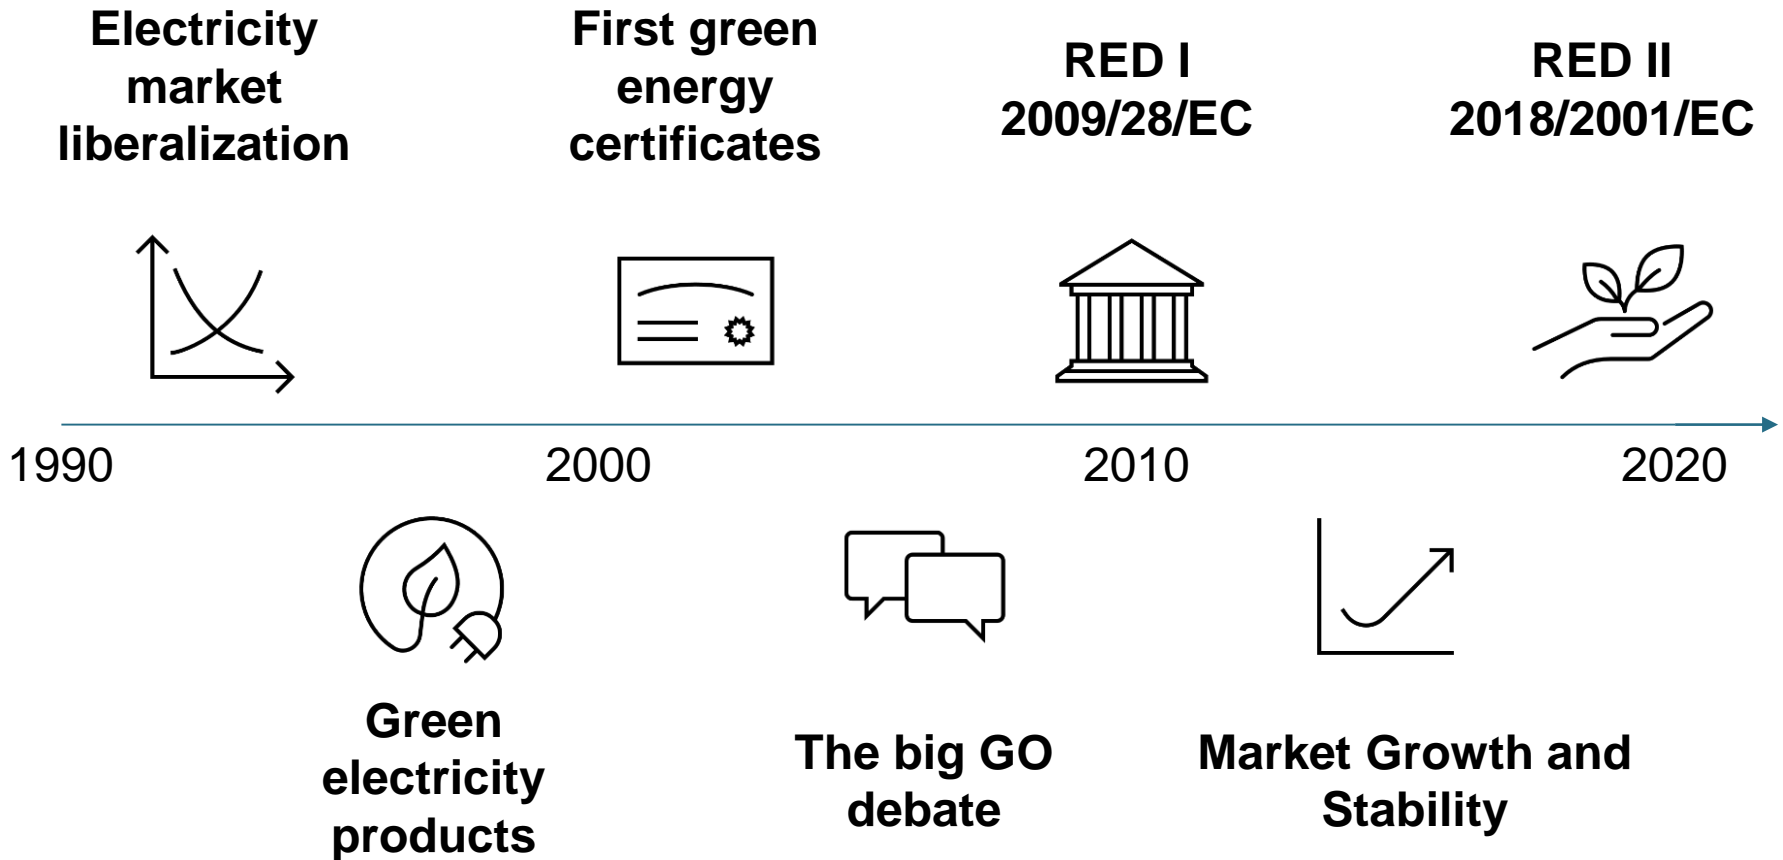 Electricity
market
liberalization
First green
energy
certificates
RED I
2009/28/EC
RED II
2018/2001/EC
1990
2000
2010
2020
Green
electricity
products
The big GO
debate
Market Growth and
Stability